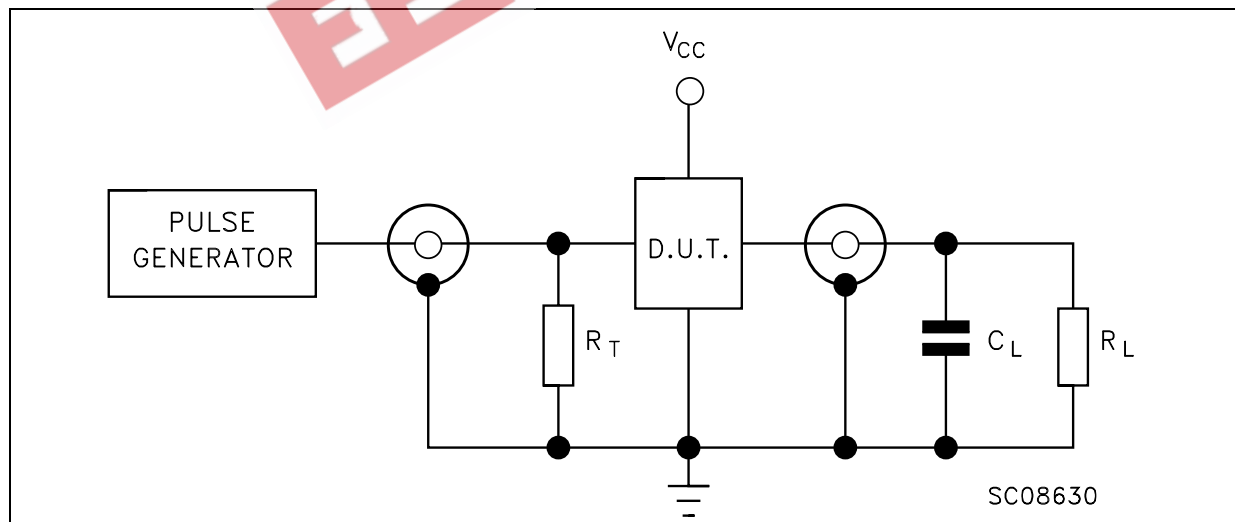 VCC
PULSE
GENERATOR
D.U.T.
RT
CL
RL
SC08630